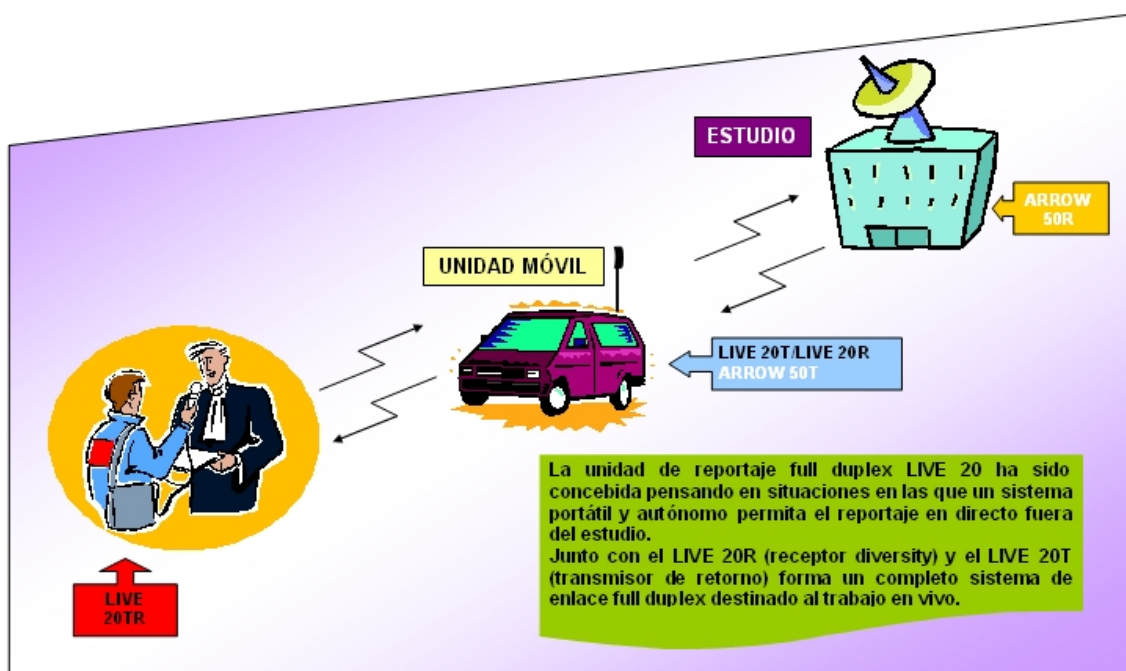 ESTUDIO
ARROW
50R
UNIDAD MÓVIL
LIVE 20T/LIVE 20R
ARROW 50T
LIVE
20TR
La unidad de reportaje full duplex LIVE 20 ha sido
concebida pensando en situaciones en las que un sistema
portátil y autónomo permita el reportaje en directo fuera
del estudio.
Junto con el LIVE 20R (receptor diversity) y el LIVE 20T
(transmisor de retorno) forma un completo sistema de
enlace full duplex destinado al trabajo en vivo.